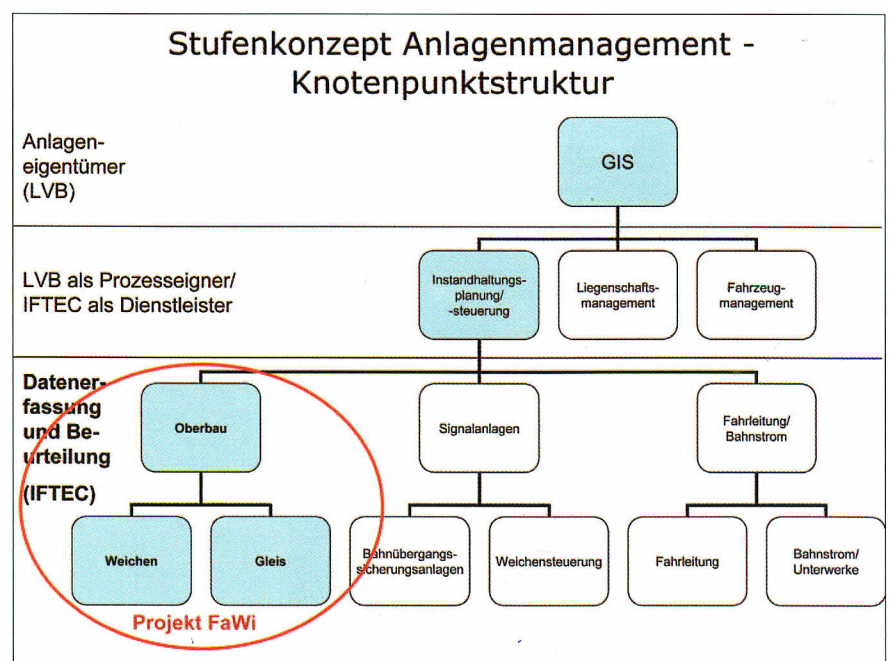 Stufenkonzept Anlagenmanagement -
Knotenpunktstruktur
Anlagen-
eigentümer
(LVB)
GIS
LVB als Prozesseigner/
IFTEC als Dienstleister
Instandhaltungs-
planung/
-steuerung
Liegenschafts-
management
Fahrzeug-
management
Datener-
fassung
und Be-
urteilung
(IFTEC)
Oberbau
Signalanlagen
Fahrleitung/
Bahnstrom
Weichen
Gleis
Bahnübergangs-
sicherungsanlagen
Weichensteuerung
Fahrleitung
Bahnstrom/
Unterwerke
Projekt FaWi